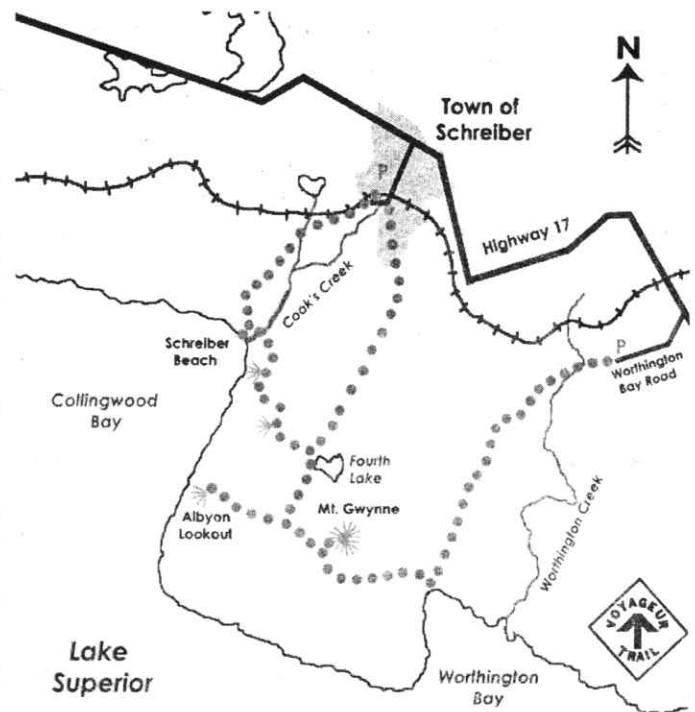 N
Town of
Schreiber
P
Highway 17
Cook's Creek
Schreiber
Beach
P
Worthington
Bay Road
Collingwood
Bay
Fourth
Lake
Mt. Gwynne
Albyon
Lookout
Worthington Creek
VOYAGEUR
TRAIL
Lake
Superior
Worthington
Bay